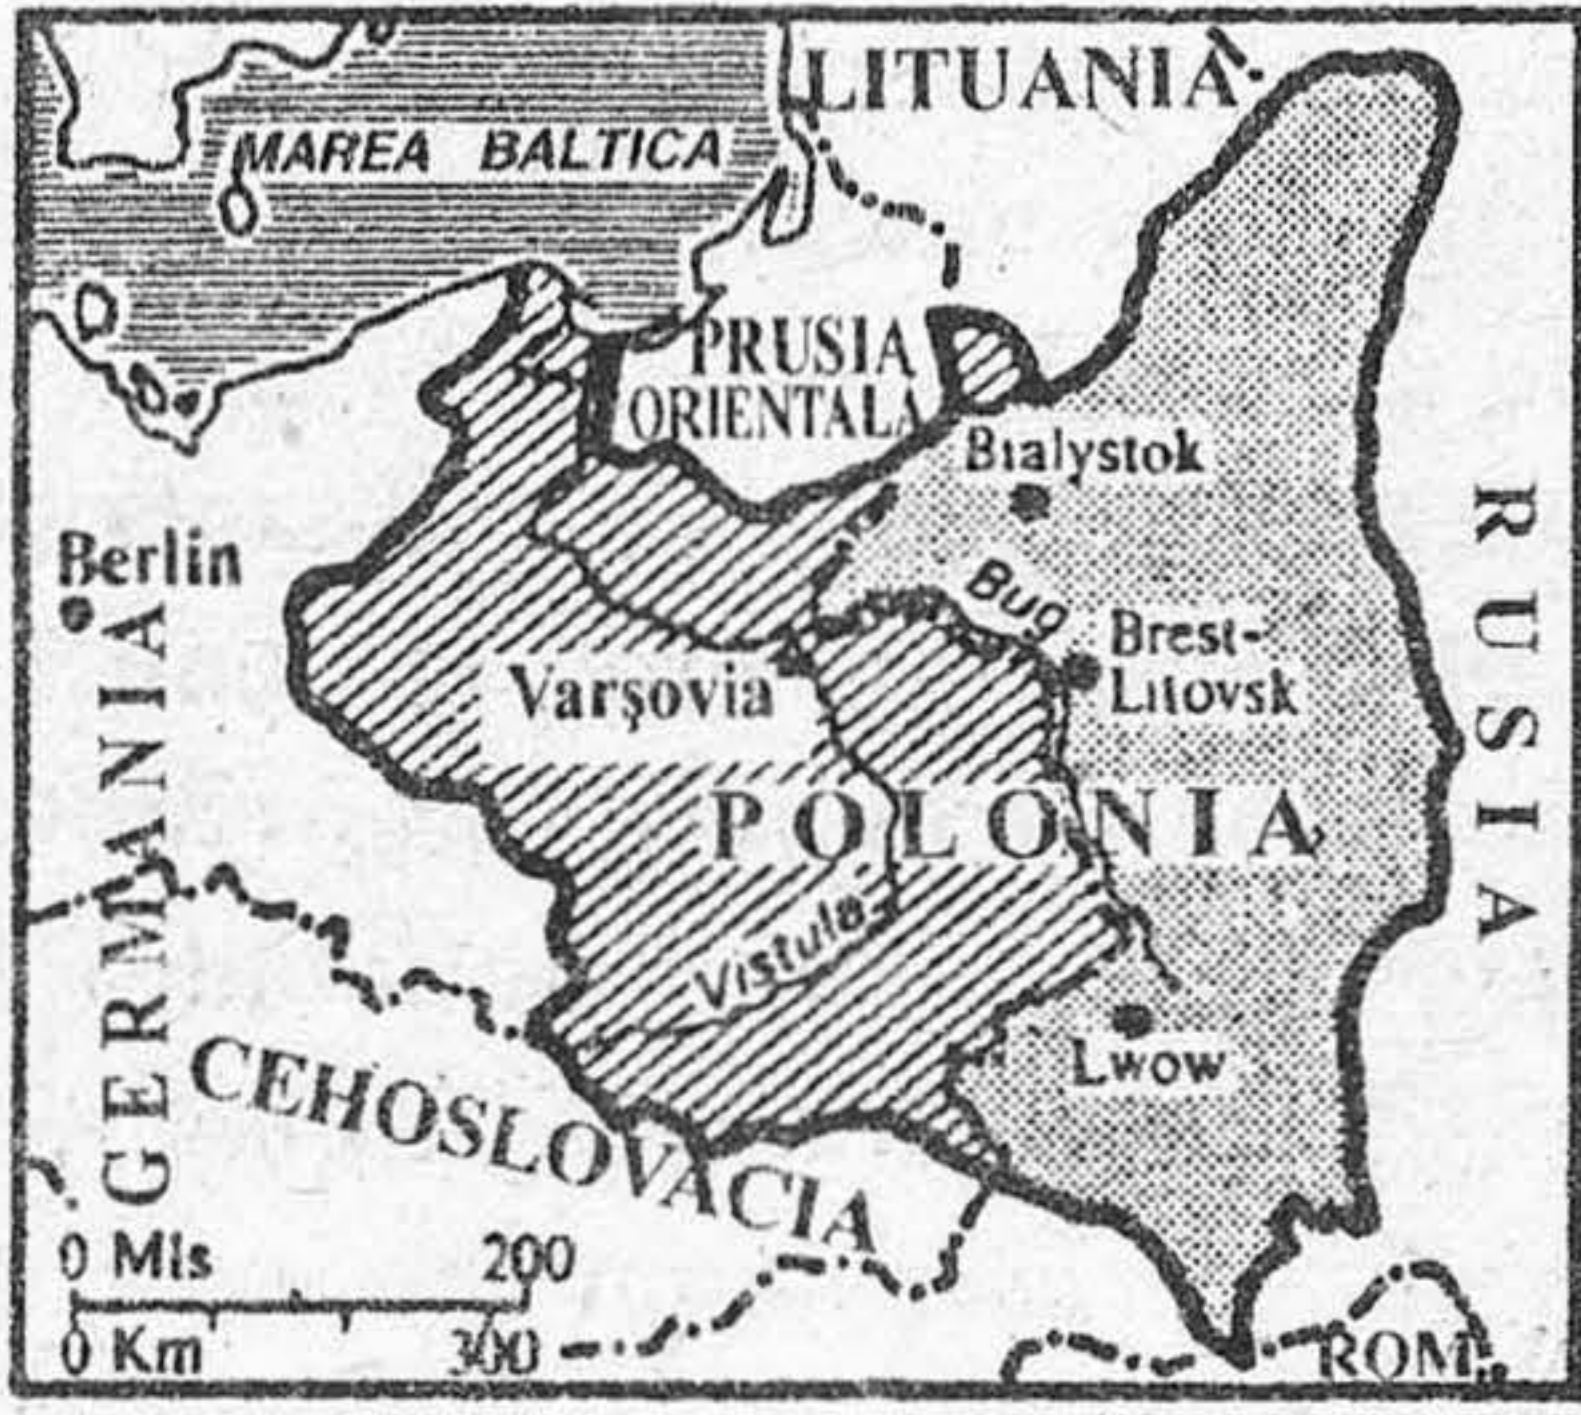 LITUANIA
MAREA BALTICA
PRUSIA
ORIENTALA
Bialystok
Berlin
Bug
Brest-
Litovsk
Varşovia
RUSIA
GERMANIA
POLONIA
Vistula
Lwow
CEHOSLOVACIA
0 Mls 200
0 Km 300
ROM.